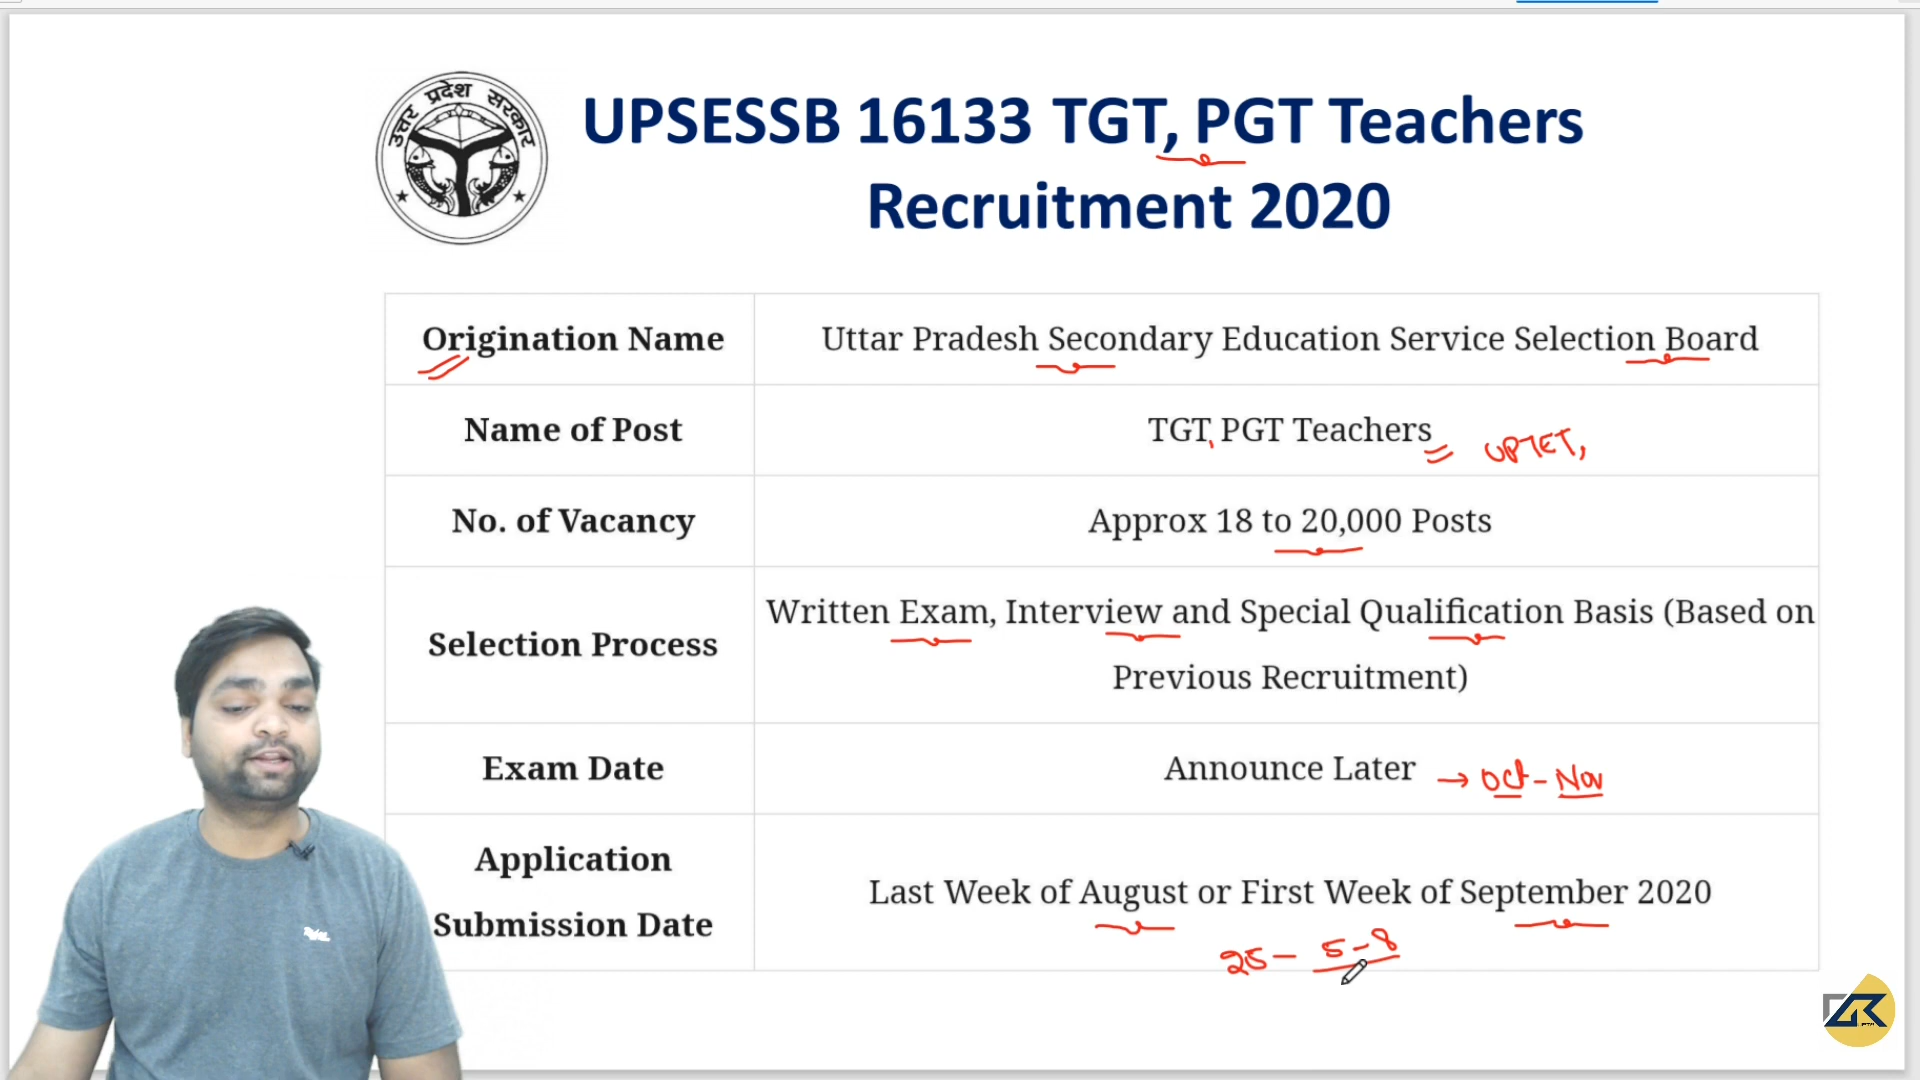 उत्तर प्रदेश सरकार
UPSESSB 16133 TGT, PGT Teachers
Recruitment 2020
Origination Name
Uttar Pradesh Secondary Education Service Selection Board
Name of Post
TGT, PGT Teachers
UPTET,
No. of Vacancy
Approx 18 to 20,000 Posts
Selection Process
Written Exam, Interview and Special Qualification Basis (Based on
Previous Recruitment)
Exam Date
Announce Later
→ Oct - Nov
Application
Submission Date
Last Week of August or First Week of September 2020
25 - 5-8